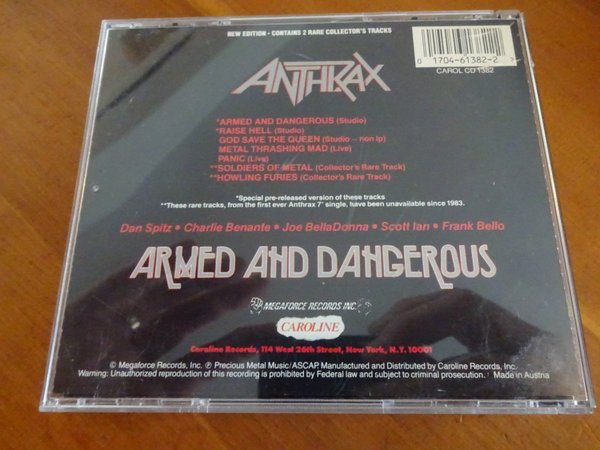 NEW EDITION • CONTAINS 2 RARE COLLECTOR'S TRACKS
ANTHRAX
0 1704-61382-2
CAROL CD 1382
*ARMED AND DANGEROUS (Studio)
*RAISE HELL (Studio)
GOD SAVE THE QUEEN (Studio – non lp)
METAL THRASHING MAD (Live)
PANIC (Live)
**SOLDIERS OF METAL (Collector's Rare Track)
**HOWLING FURIES (Collector's Rare Track)
*Special pre-released version of these tracks
**These rare tracks, from the first ever Anthrax 7" single, have been unavailable since 1983.
Dan Spitz • Charlie Benante • Joe BellaDonna • Scott Ian • Frank Bello
ARMED AND DANGEROUS
MEGAFORCE RECORDS INC.
CAROLINE
Caroline Records, 114 West 26th Street, New York, N.Y. 10001
© Megaforce Records, Inc. ℗ Precious Metal Music/ASCAP. Manufactured and Distributed by Caroline Records, Inc.
Warning: Unauthorized reproduction of this recording is prohibited by Federal law and subject to criminal prosecution. Made in Austria